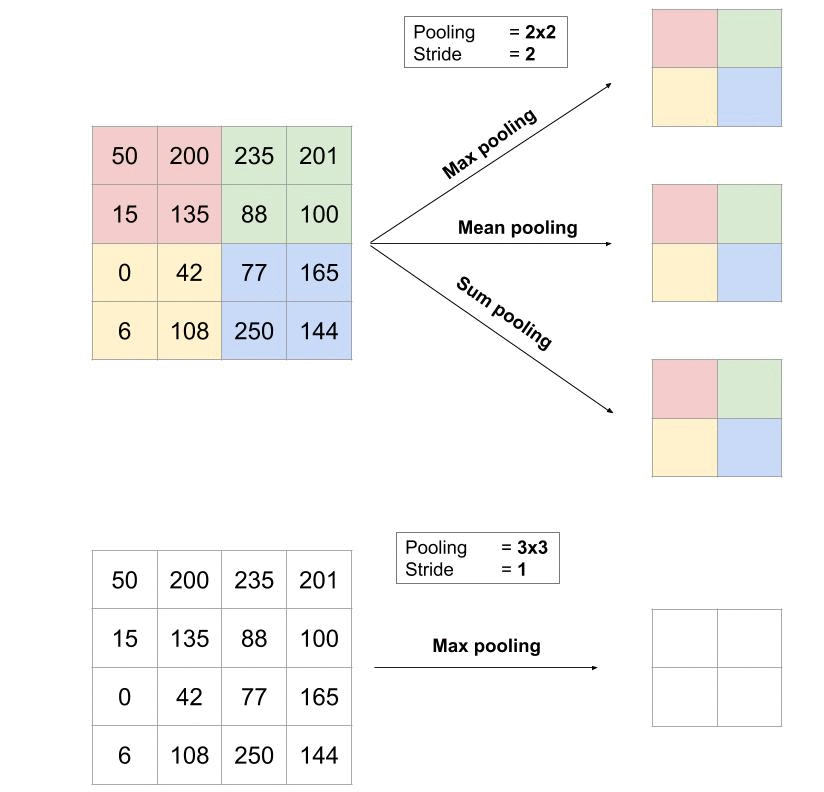 Pooling = 2x2
Stride = 2
Max pooling
50 200 235 201
15 135 88 100
Mean pooling
0 42 77 165
6 108 250 144
Sum pooling
Pooling = 3x3
Stride = 1
50 200 235 201
15 135 88 100
Max pooling
0 42 77 165
6 108 250 144